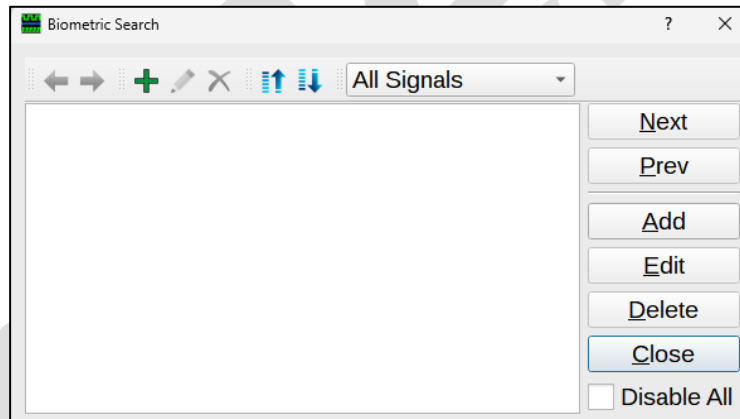 Biometric Search
?
All Signals
Next
Prev
Add
Edit
Delete
Close
Disable All